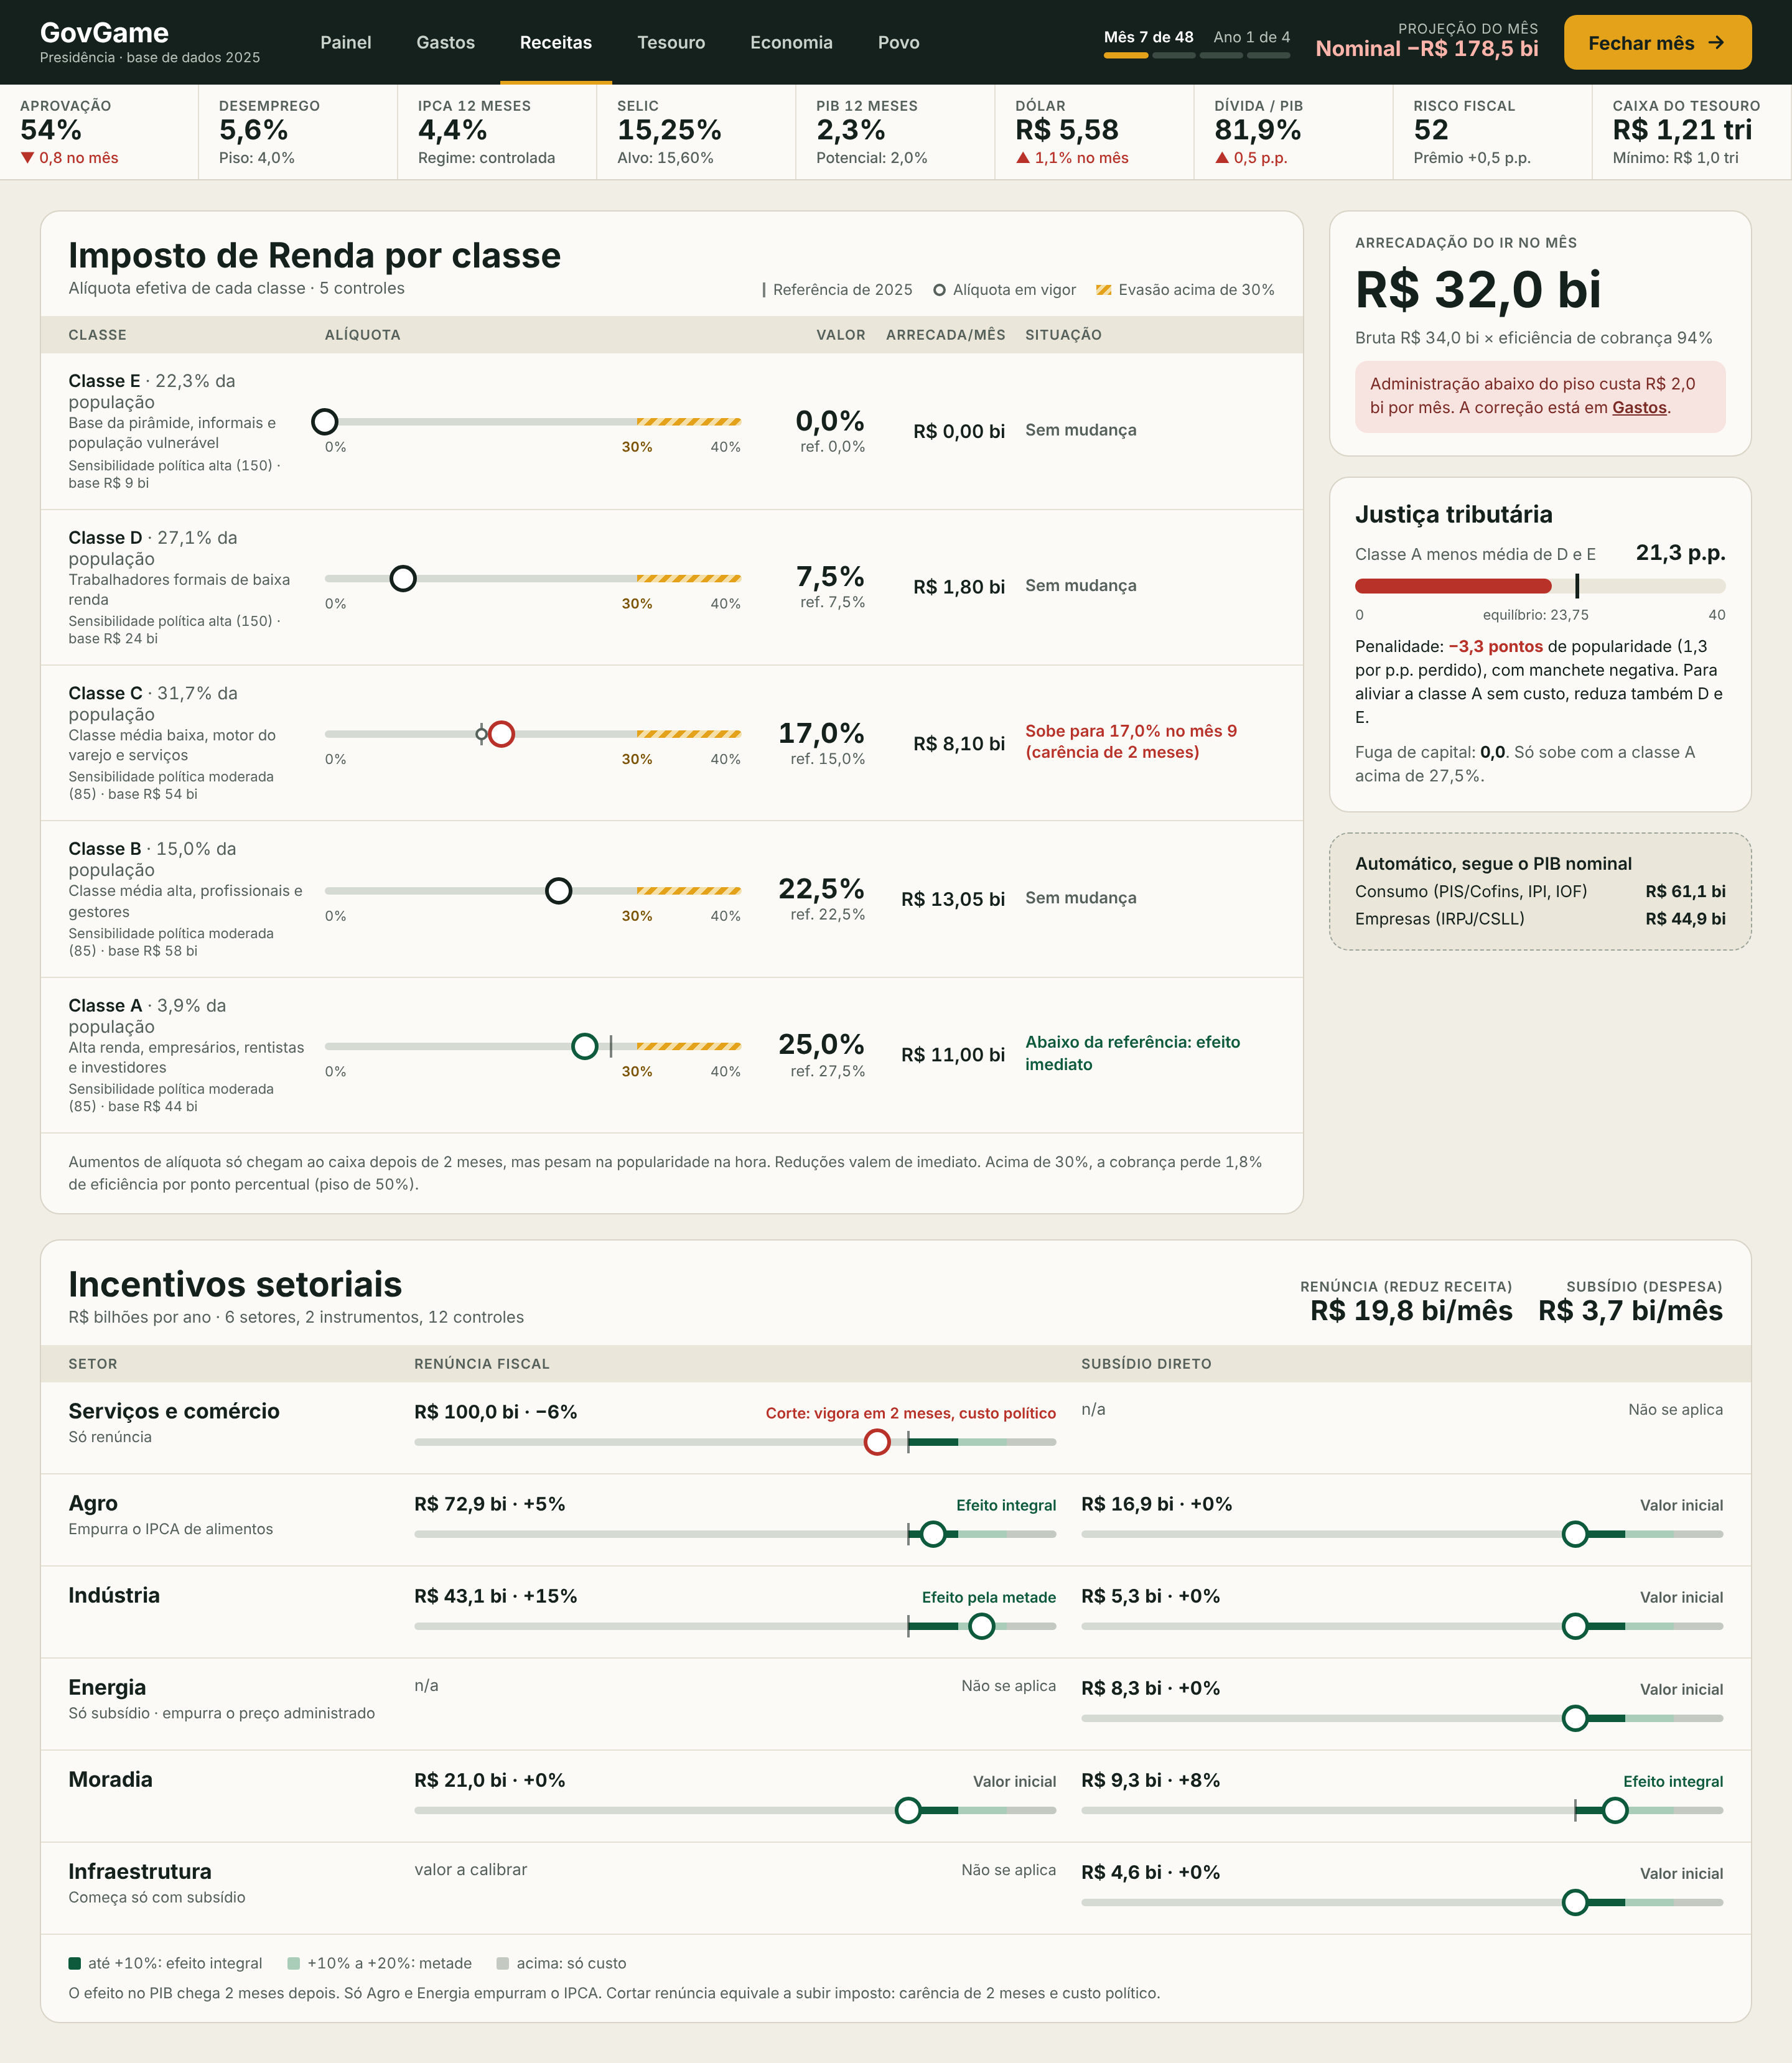 GovGame
Presidência · base de dados 2025
Painel
Gastos
Receitas
Tesouro
Economia
Povo
Mês 7 de 48 Ano 1 de 4
PROJEÇÃO DO MÊS
Nominal −R$ 178,5 bi
Fechar mês →
APROVAÇÃO
54%
▼ 0,8 no mês
DESEMPREGO
5,6%
Piso: 4,0%
IPCA 12 MESES
4,4%
Regime: controlada
SELIC
15,25%
Alvo: 15,60%
PIB 12 MESES
2,3%
Potencial: 2,0%
DÓLAR
R$ 5,58
▲ 1,1% no mês
DÍVIDA / PIB
81,9%
▲ 0,5 p.p.
RISCO FISCAL
52
Prêmio +0,5 p.p.
CAIXA DO TESOURO
R$ 1,21 tri
Mínimo: R$ 1,0 tri
Imposto de Renda por classe
Alíquota efetiva de cada classe · 5 controles
Referência de 2025
Alíquota em vigor
Evasão acima de 30%
CLASSE ALÍQUOTA VALOR ARRECADA/MÊS SITUAÇÃO
Classe E · 22,3% da
população
Base da pirâmide, informais e
população vulnerável
Sensibilidade política alta (150) ·
base R$ 9 bi
0% 30% 40%
0,0%
ref. 0,0%
R$ 0,00 bi
Sem mudança
Classe D · 27,1% da
população
Trabalhadores formais de baixa
renda
Sensibilidade política alta (150) ·
base R$ 24 bi
0% 30% 40%
7,5%
ref. 7,5%
R$ 1,80 bi
Sem mudança
Classe C · 31,7% da
população
Classe média baixa, motor do
varejo e serviços
Sensibilidade política moderada
(85) · base R$ 54 bi
0% 30% 40%
17,0%
ref. 15,0%
R$ 8,10 bi
Sobe para 17,0% no mês 9
(carência de 2 meses)
Classe B · 15,0% da
população
Classe média alta, profissionais e
gestores
Sensibilidade política moderada
(85) · base R$ 58 bi
0% 30% 40%
22,5%
ref. 22,5%
R$ 13,05 bi
Sem mudança
Classe A · 3,9% da
população
Alta renda, empresários, rentistas
e investidores
Sensibilidade política moderada
(85) · base R$ 44 bi
0% 30% 40%
25,0%
ref. 27,5%
R$ 11,00 bi
Abaixo da referência: efeito
imediato
Aumentos de alíquota só chegam ao caixa depois de 2 meses, mas pesam na popularidade na hora. Reduções valem de imediato. Acima de 30%, a cobrança perde 1,8%
de eficiência por ponto percentual (piso de 50%).
ARRECADAÇÃO DO IR NO MÊS
R$ 32,0 bi
Bruta R$ 34,0 bi × eficiência de cobrança 94%
Administração abaixo do piso custa R$ 2,0
bi por mês. A correção está em Gastos.
Justiça tributária
Classe A menos média de D e E 21,3 p.p.
0 equilíbrio: 23,75 40
Penalidade: −3,3 pontos de popularidade (1,3
por p.p. perdido), com manchete negativa. Para
aliviar a classe A sem custo, reduza também D e
E.
Fuga de capital: 0,0. Só sobe com a classe A
acima de 27,5%.
Automático, segue o PIB nominal
Consumo (PIS/Cofins, IPI, IOF) R$ 61,1 bi
Empresas (IRPJ/CSLL) R$ 44,9 bi
Incentivos setoriais
R$ bilhões por ano · 6 setores, 2 instrumentos, 12 controles
RENÚNCIA (REDUZ RECEITA)
R$ 19,8 bi/mês
SUBSÍDIO (DESPESA)
R$ 3,7 bi/mês
SETOR RENÚNCIA FISCAL SUBSÍDIO DIRETO
Serviços e comércio
Só renúncia
R$ 100,0 bi · −6% Corte: vigora em 2 meses, custo político
n/a Não se aplica
Agro
Empurra o IPCA de alimentos
R$ 72,9 bi · +5% Efeito integral
R$ 16,9 bi · +0% Valor inicial
Indústria
R$ 43,1 bi · +15% Efeito pela metade
R$ 5,3 bi · +0% Valor inicial
Energia
Só subsídio · empurra o preço administrado
n/a Não se aplica
R$ 8,3 bi · +0% Valor inicial
Moradia
R$ 21,0 bi · +0% Valor inicial
R$ 9,3 bi · +8% Efeito integral
Infraestrutura
Começa só com subsídio
valor a calibrar Não se aplica
R$ 4,6 bi · +0% Valor inicial
até +10%: efeito integral
+10% a +20%: metade
acima: só custo
O efeito no PIB chega 2 meses depois. Só Agro e Energia empurram o IPCA. Cortar renúncia equivale a subir imposto: carência de 2 meses e custo político.